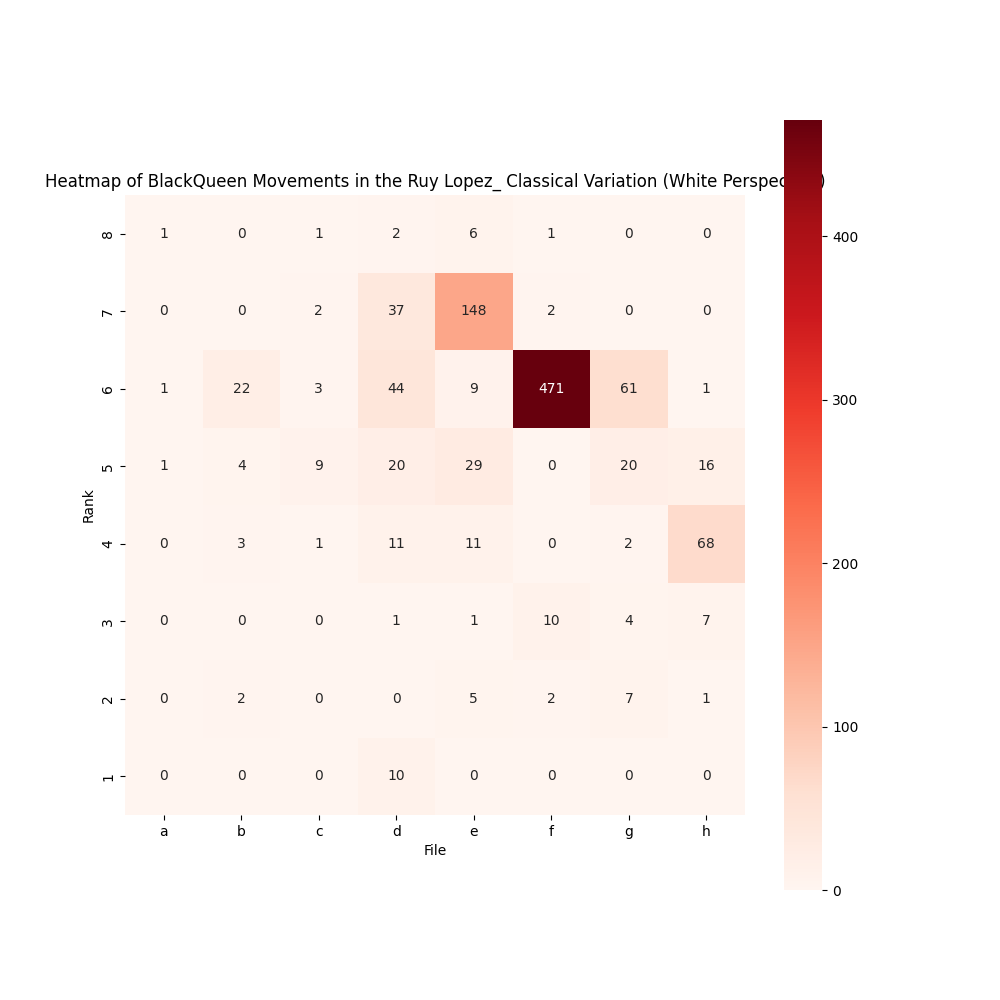 Heatmap of BlackQueen Movements in the Ruy Lopez_ Classical Variation (White Perspec )
8 1 0 1 2 6 1 0 0
7 0 0 2 37 148 2 0 0
6 1 22 3 44 9 471 61 1
5 1 4 9 20 29 0 20 16
4 0 3 1 11 11 0 2 68
3 0 0 0 1 1 10 4 7
2 0 2 0 0 5 2 7 1
1 0 0 0 10 0 0 0 0
a b c d e f g h
File
Rank
400
300
200
100
0